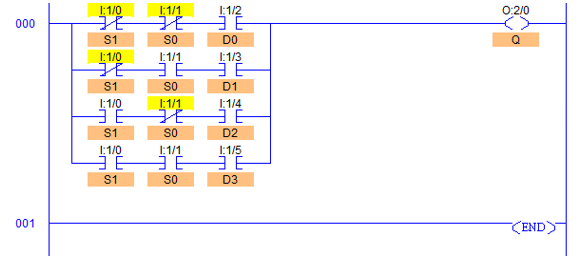 I:1/0 I:1/1 I:1/2 O:2/0
000
S1 S0 D0 Q
I:1/0 I:1/1 I:1/3
S1 S0 D1
I:1/0 I:1/1 I:1/4
S1 S0 D2
I:1/0 I:1/1 I:1/5
S1 S0 D3
001 END